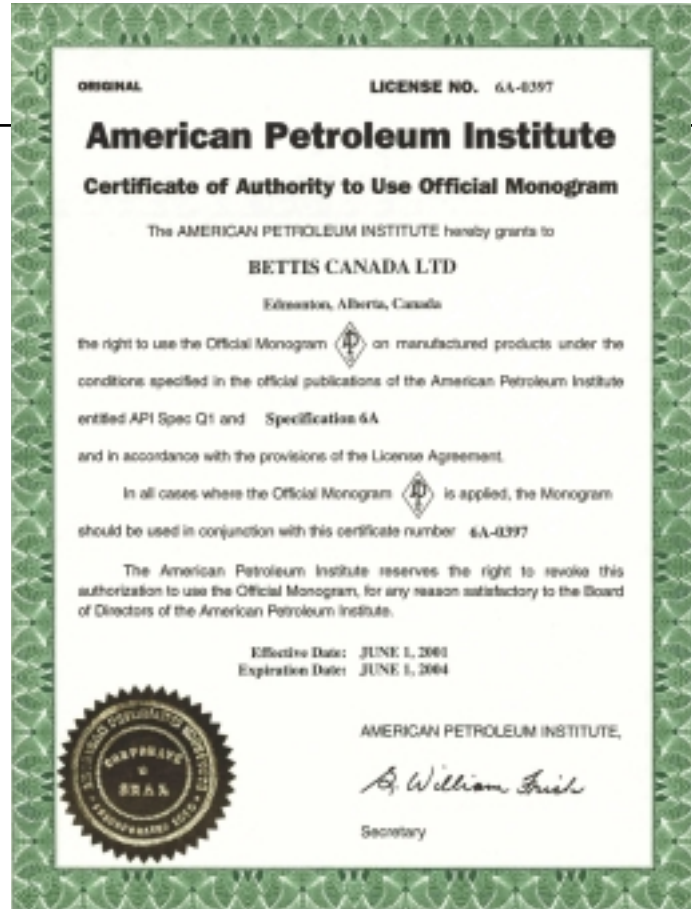 ORIGINAL LICENSE NO. 6A-0397
American Petroleum Institute
Certificate of Authority to Use Official Monogram
The AMERICAN PETROLEUM INSTITUTE hereby grants to
BETTIS CANADA LTD
Edmonton, Alberta, Canada
the right to use the Official Monogram API on manufactured products under the
conditions specified in the official publications of the American Petroleum Institute
entitled API Spec Q1 and Specification 6A
and in accordance with the provisions of the License Agreement.
In all cases where the Official Monogram API is applied, the Monogram
should be used in conjunction with this certificate number 6A-0397
The American Petroleum Institute reserves the right to revoke this
authorization to use the Official Monogram, for any reason satisfactory to the Board
of Directors of the American Petroleum Institute.
Effective Date: JUNE 1, 2001
Expiration Date: JUNE 1, 2004
AMERICAN PETROLEUM INSTITUTE,
William
Secretary
AMERICAN PETROLEUM INSTITUTE
CORPORATE
SEAL